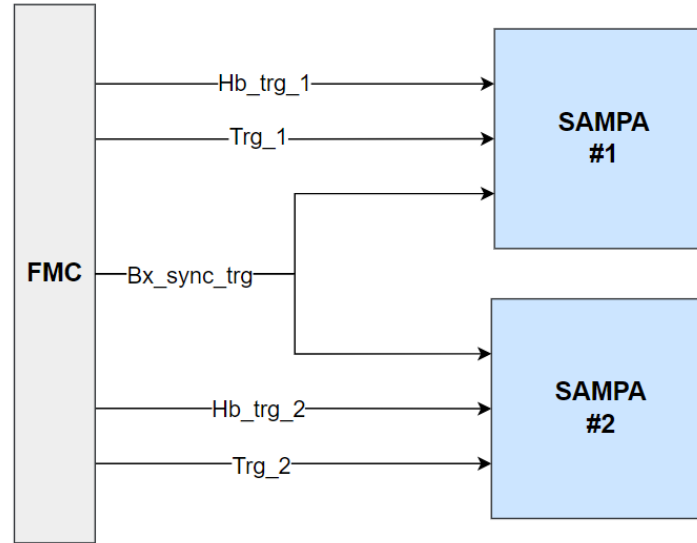 Hb_trg_1
Trg_1
SAMPA
#1
FMC
Bx_sync_trg
Hb_trg_2
Trg_2
SAMPA
#2